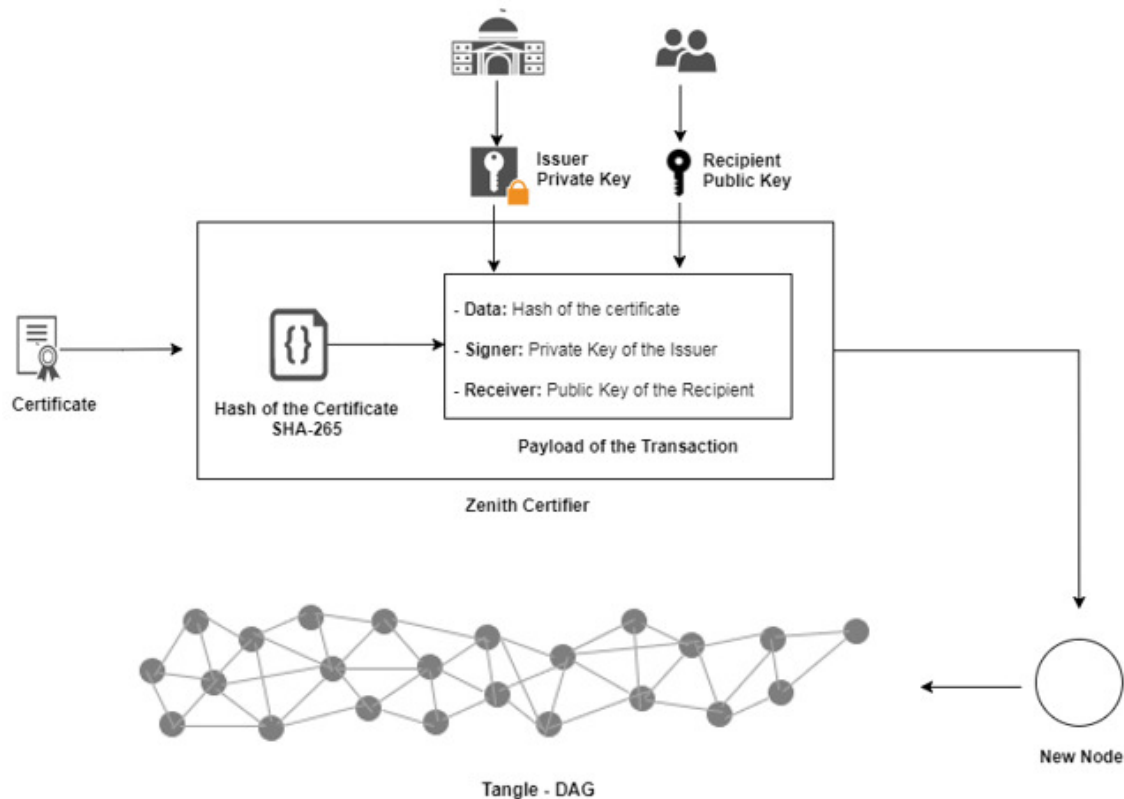 Issuer
Private Key
Recipient
Public Key
- Data: Hash of the certificate
- Signer: Private Key of the Issuer
- Receiver: Public Key of the Recipient
{}
Certificate
Hash of the Certificate
SHA-265
Payload of the Transaction
Zenith Certifier
New Node
Tangle - DAG